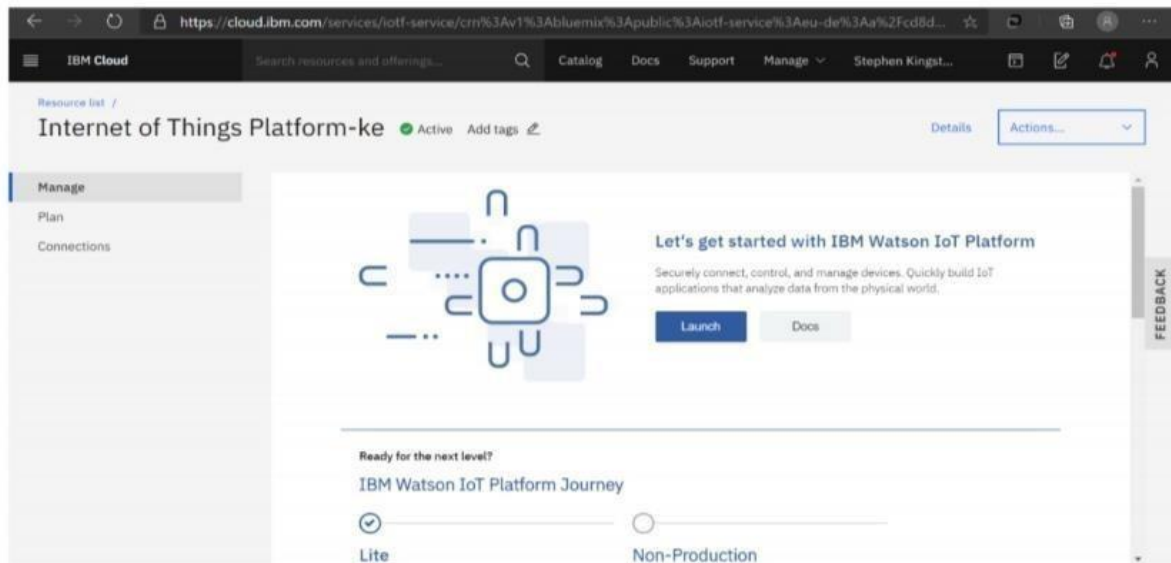 https://cloud.ibm.com/services/iotf-service/crn%3Av1%3Abluemix%3Apublic%3Aiotf-service%3Aeu-de%3Aa%2Fcd8d...
IBM Cloud
Search resources and offerings...
Catalog
Docs
Support
Manage
Stephen Kingst...
Resource list /
Internet of Things Platform-ke
Active
Add tags
Details
Actions...
Manage
Plan
Connections
Let's get started with IBM Watson IoT Platform
Securely connect, control, and manage devices. Quickly build IoT
applications that analyze data from the physical world.
Launch
Docs
FEEDBACK
Ready for the next level?
IBM Watson IoT Platform Journey
Lite
Non-Production